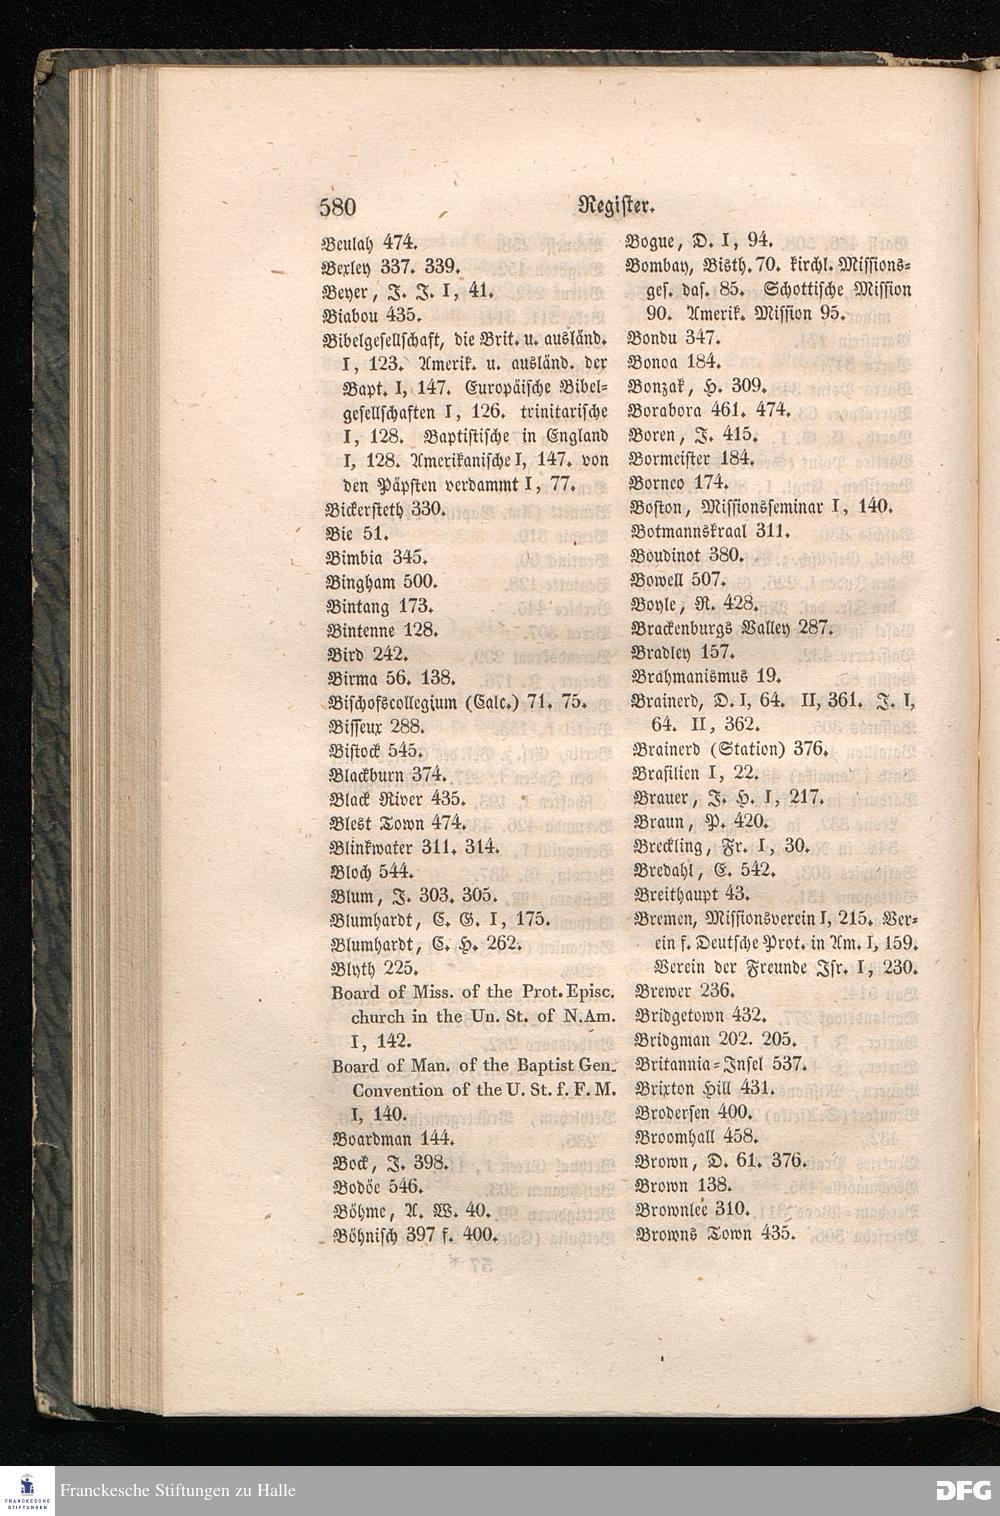 580
Register.
Beulah 474.
Bexley 337. 339.
Beyer, J. J. I, 41.
Biabou 435.
Bibelgesellschaft, die Brit. u. ausländ.
I, 123. Amerik. u. ausländ. der
Bapt. I, 147. Europäische Bibel-
gesellschaften I, 126. trinitarische
I, 128. Baptistische in England
I, 128. Amerikanische I, 147. von
den Päpsten verdammt I, 77.
Bickersteth 330.
Bie 51.
Bimbia 345.
Bingham 500.
Bintang 173.
Bintenne 128.
Bird 242.
Birma 56. 138.
Bischofscollegium (Calc.) 71. 75.
Bisseux 288.
Bistock 545.
Blackburn 374.
Black River 435.
Blest Town 474.
Blinkwater 311. 314.
Bloch 544.
Blum, J. 303. 305.
Blumhardt, C. G. I, 175.
Blumhardt, C. H. 262.
Blyth 225.
Board of Miss. of the Prot. Episc.
church in the Un. St. of N. Am.
I, 142.
Board of Man. of the Baptist Gen.
Convention of the U. St. f. F. M.
I, 140.
Boardman 144.
Bock, J. 398.
Bodöe 546.
Böhme, A. W. 40.
Böhnisch 397 f. 400.
Bogue, D. I, 94.
Bombay, Bisth. 70. kirchl. Missions-
ges. das. 85. Schottische Mission
90. Amerik. Mission 95.
Bondu 347.
Bonoa 184.
Bonzak, H. 309.
Borabora 461. 474.
Boren, J. 415.
Bormeister 184.
Borneo 174.
Boston, Missionsseminar I, 140.
Botmannskraal 311.
Boudinot 380.
Bowell 507.
Boyle, R. 428.
Brackenburgs Valley 287.
Bradley 157.
Brahmanismus 19.
Brainerd, D. I, 64. II, 361. J. I,
64. II, 362.
Brainerd (Station) 376.
Brasilien I, 22.
Brauer, J. H. I, 217.
Braun, P. 420.
Breckling, Fr. I, 30.
Bredahl, E. 542.
Breithaupt 43.
Bremen, Missionsverein I, 215. Ver-
ein f. Deutsche Prot. in Am. I, 159.
Verein der Freunde Isr. I, 230.
Brewer 236.
Bridgetown 432.
Bridgman 202. 205.
Britannia-Insel 537.
Brixton Hill 431.
Brodersen 400.
Broomhall 458.
Brown, D. 61. 376.
Brown 138.
Brownlee 310.
Browns Town 435.
FRANCKESCHE
STIFTUNGEN
Franckesche Stiftungen zu Halle
DFG